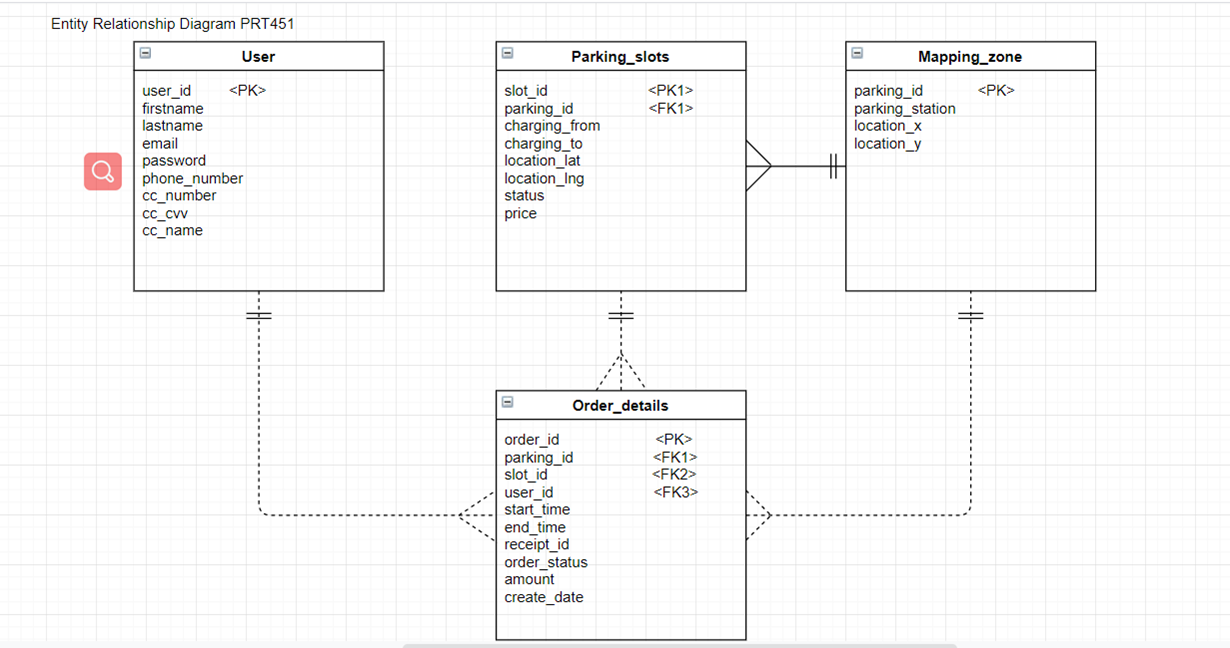 Entity Relationship Diagram PRT451
User
user_id <PK>
firstname
lastname
email
password
phone_number
cc_number
cc_cvv
cc_name
Parking_slots
slot_id <PK1>
parking_id <FK1>
charging_from
charging_to
location_lat
location_lng
status
price
Mapping_zone
parking_id <PK>
parking_station
location_x
location_y
Order_details
order_id <PK>
parking_id <FK1>
slot_id <FK2>
user_id <FK3>
start_time
end_time
receipt_id
order_status
amount
create_date